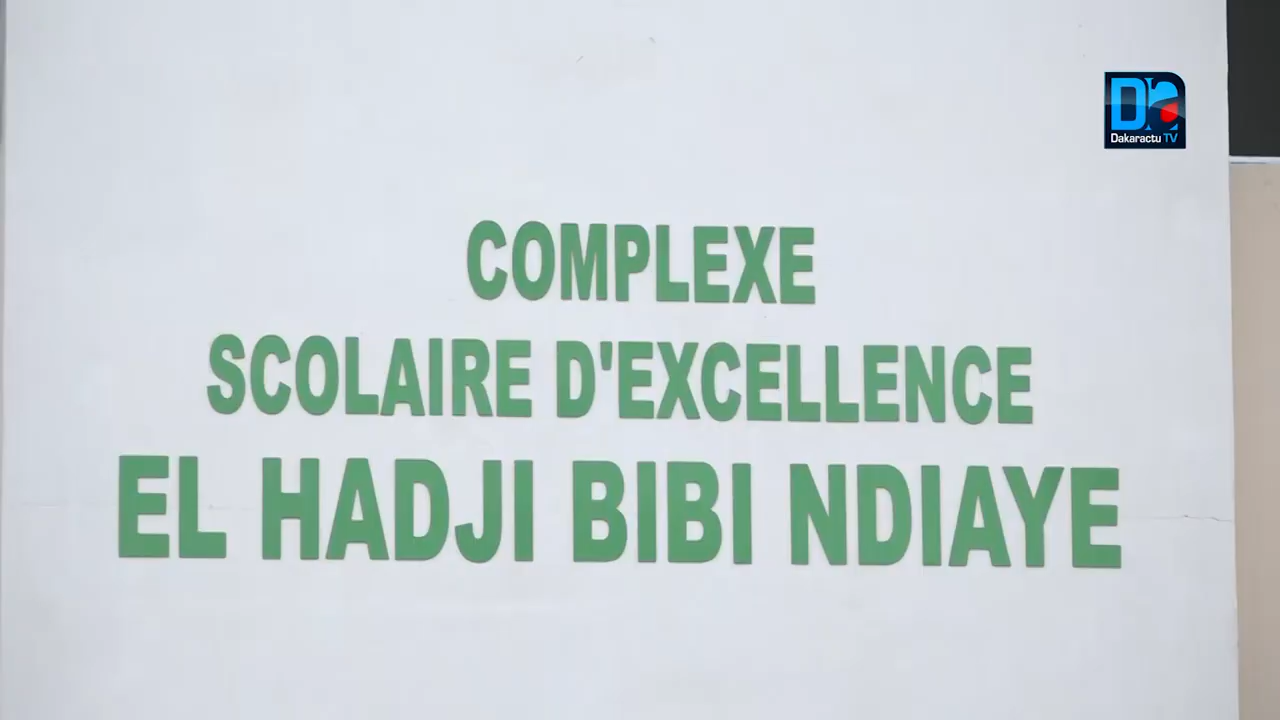 Dakaractu TV
COMPLEXE
SCOLAIRE D'EXCELLENCE
EL HADJI BIBI NDIAYE